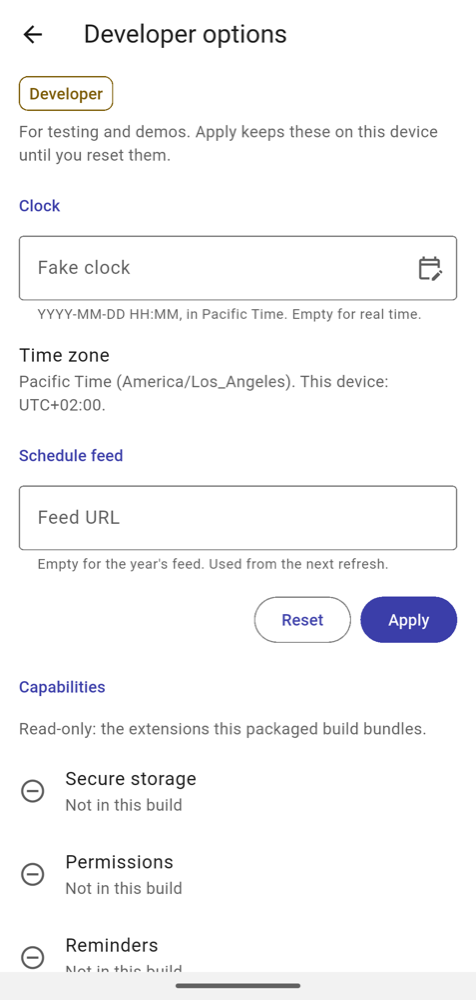 Developer options
Developer
For testing and demos. Apply keeps these on this device
until you reset them.
Clock
Fake clock
YYYY-MM-DD HH:MM, in Pacific Time. Empty for real time.
Time zone
Pacific Time (America/Los_Angeles). This device:
UTC+02:00.
Schedule feed
Feed URL
Empty for the year's feed. Used from the next refresh.
Reset
Apply
Capabilities
Read-only: the extensions this packaged build bundles.
Secure storage
Not in this build
Permissions
Not in this build
Reminders
Not in this build